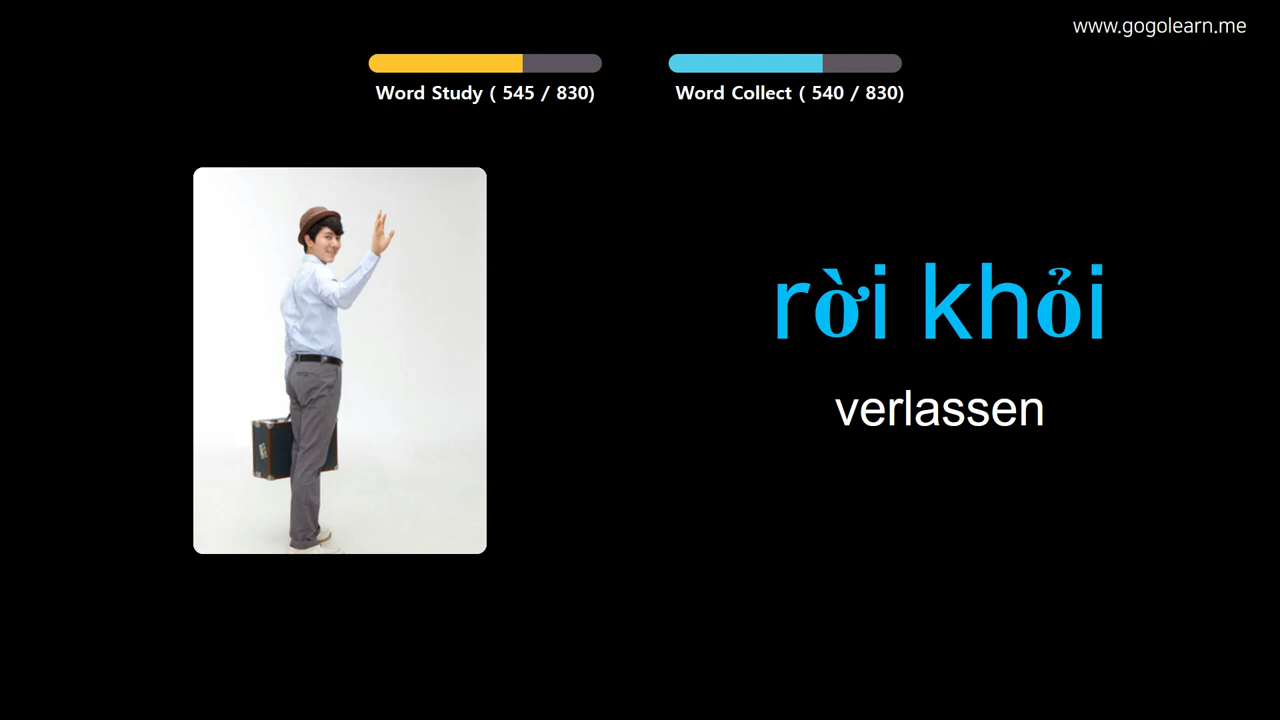 www.gogolearn.me
Word Study ( 545 / 830)
Word Collect ( 540 / 830)
rời khỏi
verlassen